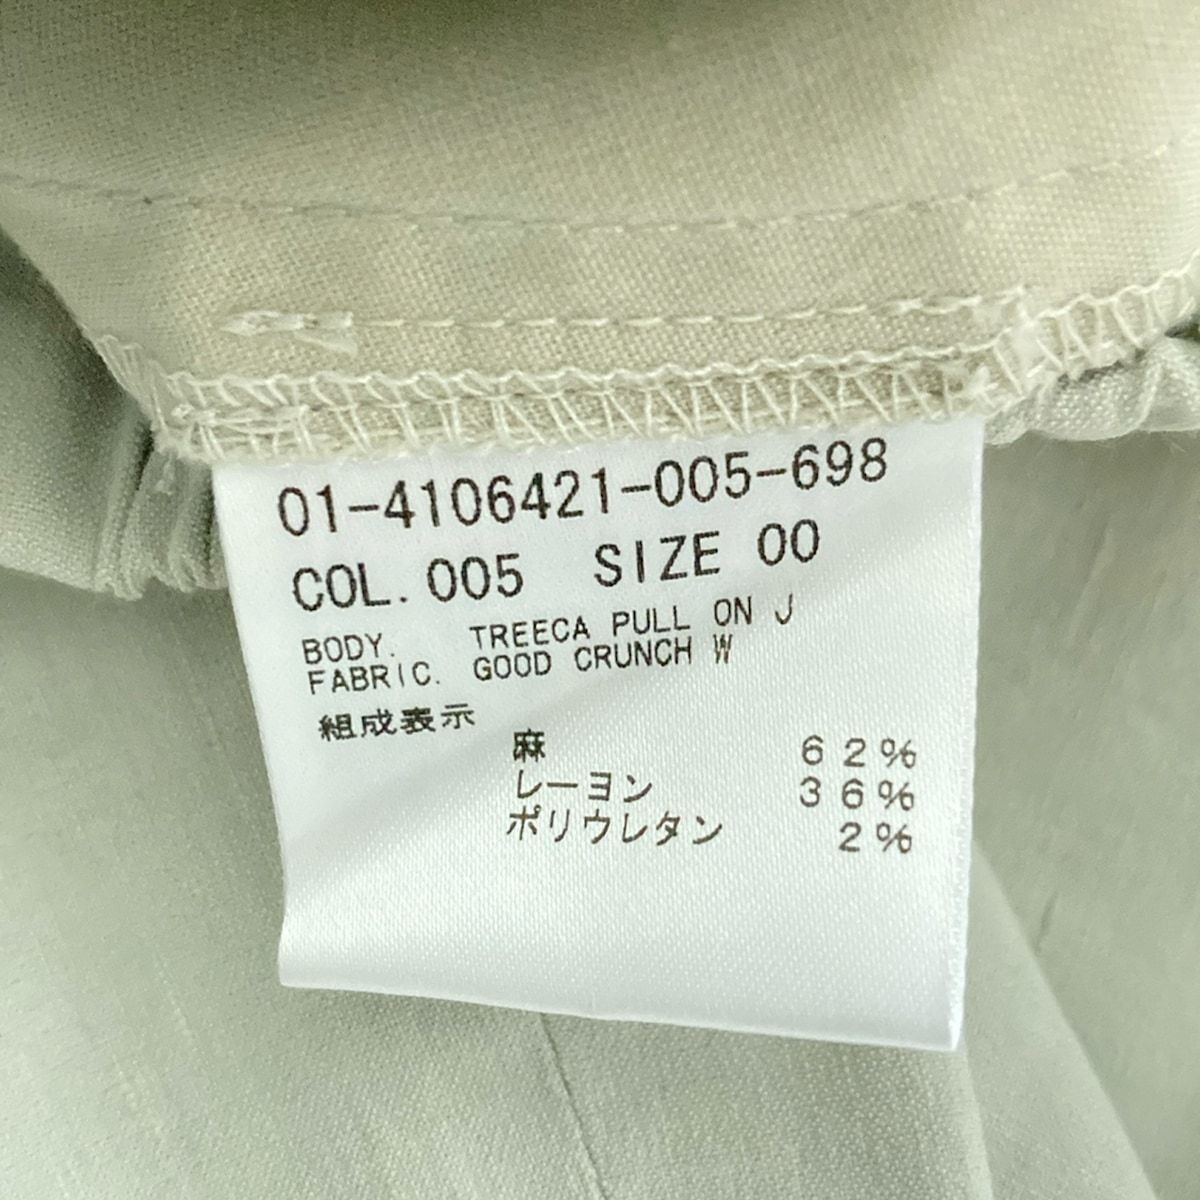 01-4106421-005-698
COL. 005 SIZE 00
BODY. TREECA PULL ON J
FABRIC. GOOD CRUNCH W
組成表示
麻 62%
レーヨン 36%
ポリウレタン 2%